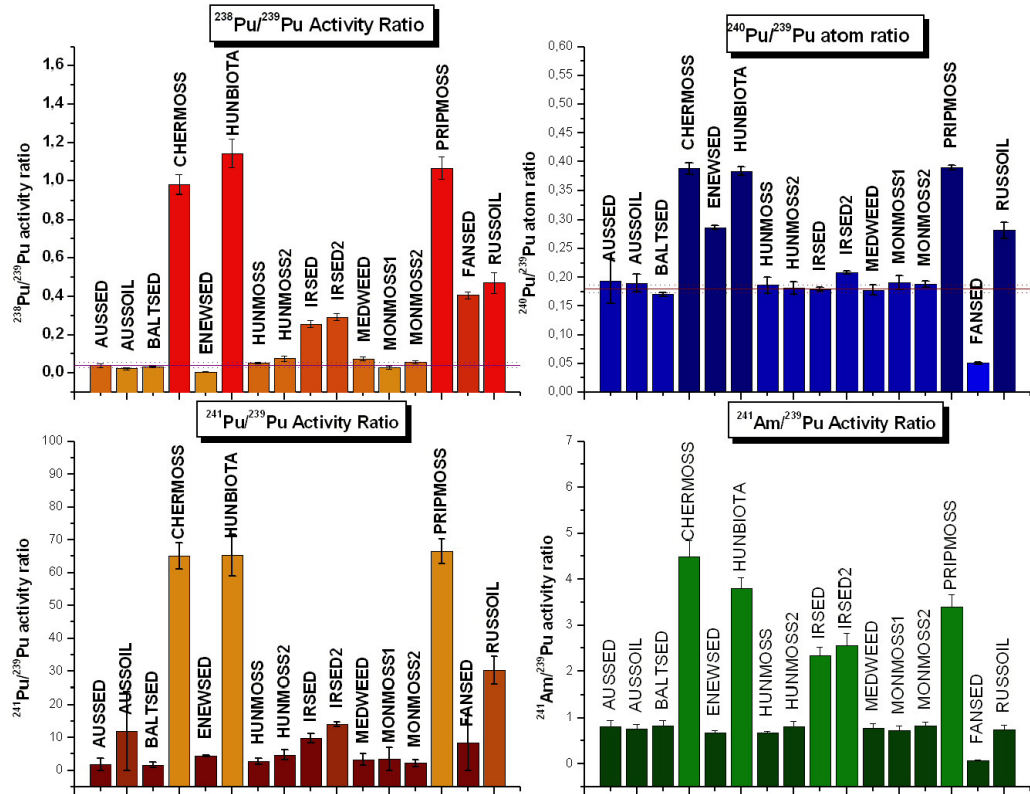 ²³⁸Pu/²³⁹Pu Activity Ratio
²³⁸Pu/²³⁹Pu activity ratio
1,6
1,4
1,2
1,0
0,8
0,6
0,4
0,2
0,0
AUSSED
AUSSOIL
BALTSED
CHERMOSS
ENEWSED
HUNBIOTA
HUNMOSS
HUNMOSS2
IRSED
IRSED2
MEDWEED
MONMOSS1
MONMOSS2
PRIPMOSS
FANSED
RUSSOIL
²⁴⁰Pu/²³⁹Pu atom ratio
²⁴⁰Pu/²³⁹Pu atom ratio
0,60
0,55
0,50
0,45
0,40
0,35
0,30
0,25
0,20
0,15
0,10
0,05
0,00
AUSSED
AUSSOIL
BALTSED
CHERMOSS
ENEWSED
HUNBIOTA
HUNMOSS
HUNMOSS2
IRSED
IRSED2
MEDWEED
MONMOSS1
MONMOSS2
PRIPMOSS
FANSED
RUSSOIL
²⁴¹Pu/²³⁹Pu Activity Ratio
²⁴¹Pu/²³⁹Pu activity ratio
100
90
80
70
60
50
40
30
20
10
0
AUSSED
AUSSOIL
BALTSED
CHERMOSS
ENEWSED
HUNBIOTA
HUNMOSS
HUNMOSS2
IRSED
IRSED2
MEDWEED
MONMOSS1
MONMOSS2
PRIPMOSS
FANSED
RUSSOIL
²⁴¹Am/²³⁹Pu Activity Ratio
²⁴¹Am/²³⁹Pu activity ratio
7
6
5
4
3
2
1
0
AUSSED
AUSSOIL
BALTSED
CHERMOSS
ENEWSED
HUNBIOTA
HUNMOSS
HUNMOSS2
IRSED
IRSED2
MEDWEED
MONMOSS1
MONMOSS2
PRIPMOSS
FANSED
RUSSOIL